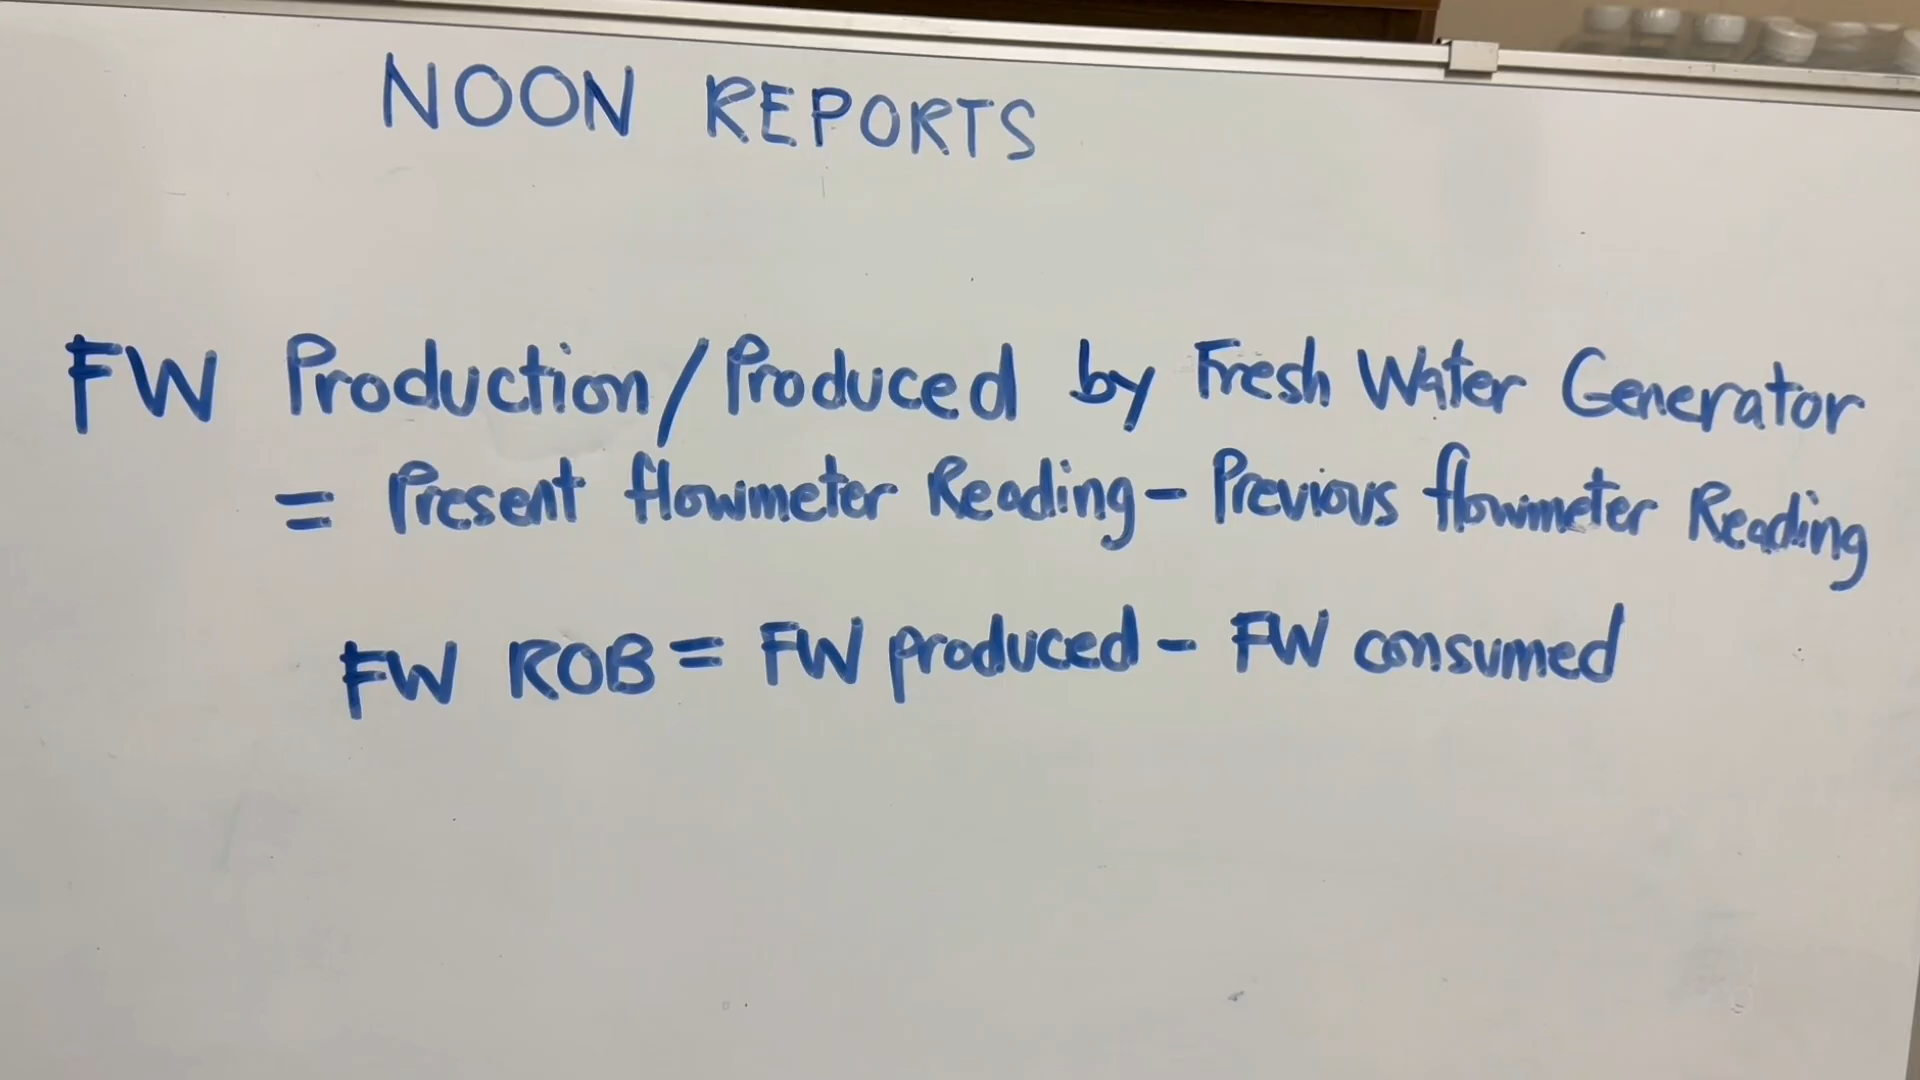 NOON REPORTS
FW Production/Produced by Fresh Water Generator
= Present flowmeter Reading - Previous flowmeter Reading
FW ROB = FW produced - FW consumed